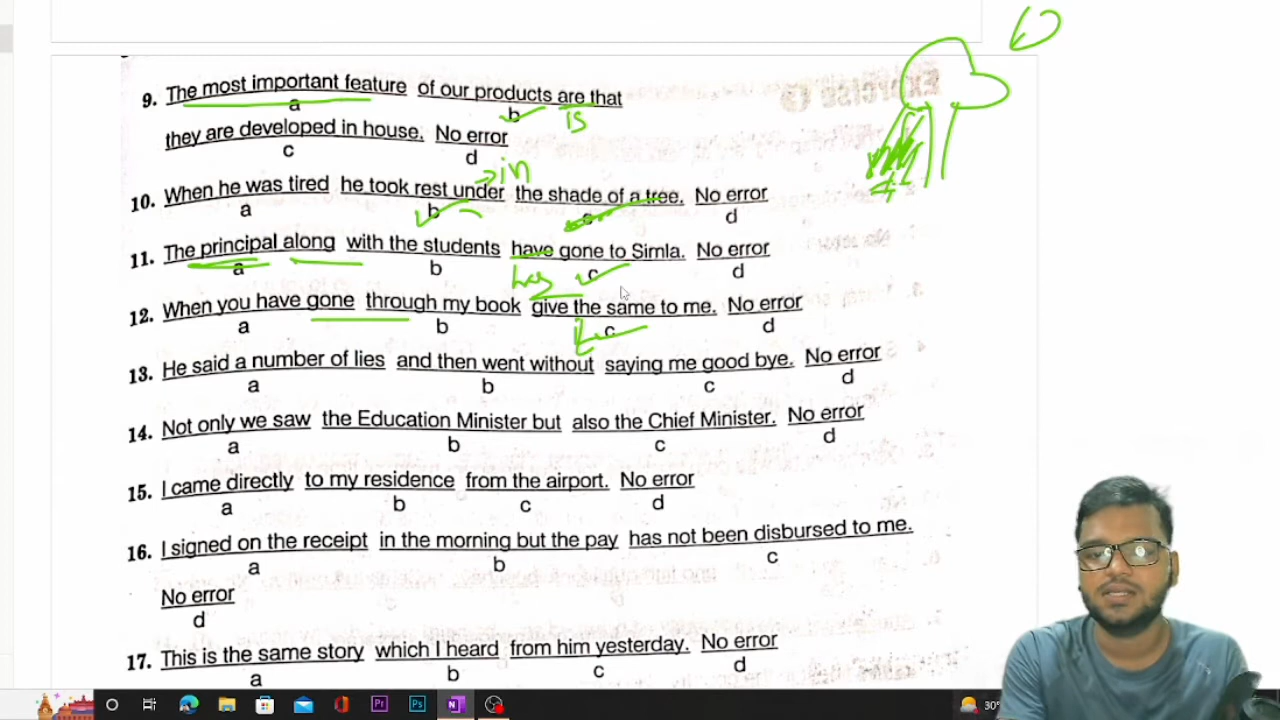 9. The most important feature of our products are that
a b is
they are developed in house. No error
c d
in
10. When he was tired he took rest under the shade of a tree. No error
a b c d
11. The principal along with the students have gone to Simla. No error
a b has c d
12. When you have gone through my book give the same to me. No error
a b c d
13. He said a number of lies and then went without saying me good bye. No error
a b c d
14. Not only we saw the Education Minister but also the Chief Minister. No error
a b c d
15. I came directly to my residence from the airport. No error
a b c d
16. I signed on the receipt in the morning but the pay has not been disbursed to me.
a b c
No error
d
17. This is the same story which I heard from him yesterday. No error
a b c d
Pr Ps N 30°